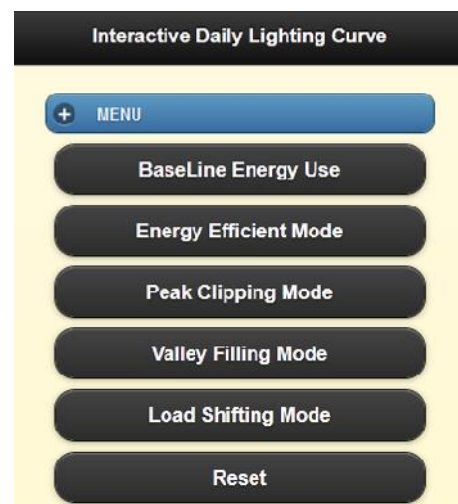 Interactive Daily Lighting Curve
MENU
BaseLine Energy Use
Energy Efficient Mode
Peak Clipping Mode
Valley Filling Mode
Load Shifting Mode
Reset